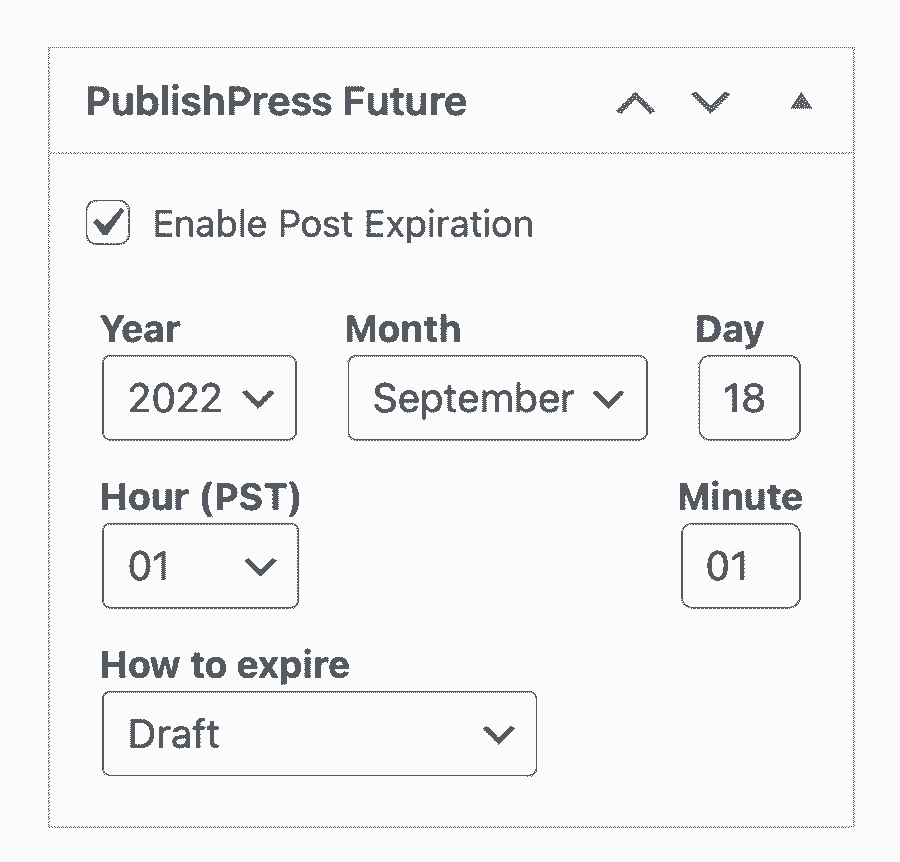 PublishPress Future
Enable Post Expiration
Year Month Day
2022 September 18
Hour (PST) Minute
01 01
How to expire
Draft